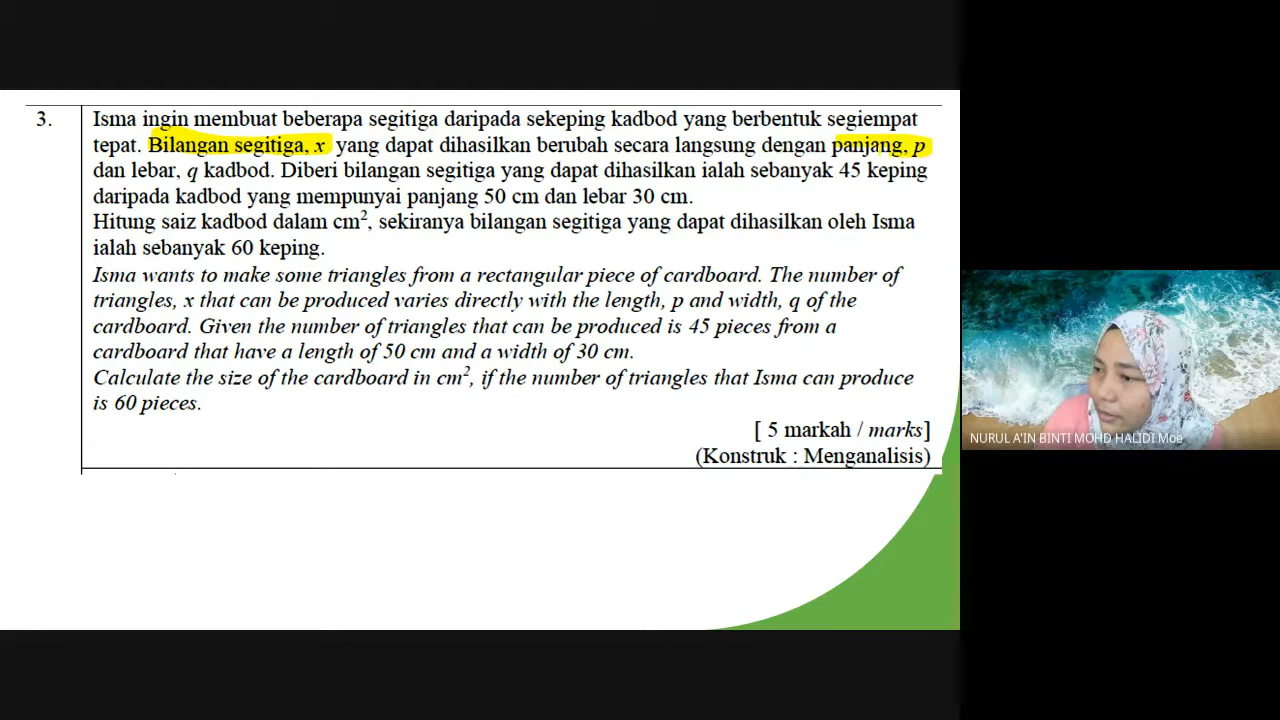 3.
Isma ingin membuat beberapa segitiga daripada sekeping kadbod yang berbentuk segiempat
tepat. Bilangan segitiga, x yang dapat dihasilkan berubah secara langsung dengan panjang, p
dan lebar, q kadbod. Diberi bilangan segitiga yang dapat dihasilkan ialah sebanyak 45 keping
daripada kadbod yang mempunyai panjang 50 cm dan lebar 30 cm.
Hitung saiz kadbod dalam cm², sekiranya bilangan segitiga yang dapat dihasilkan oleh Isma
ialah sebanyak 60 keping.
Isma wants to make some triangles from a rectangular piece of cardboard. The number of
triangles, x that can be produced varies directly with the length, p and width, q of the
cardboard. Given the number of triangles that can be produced is 45 pieces from a
cardboard that have a length of 50 cm and a width of 30 cm.
Calculate the size of the cardboard in cm², if the number of triangles that Isma can produce
is 60 pieces.
[ 5 markah / marks]
(Konstruk : Menganalisis)
NURUL A'IN BINTI MOHD HALIDI Moe